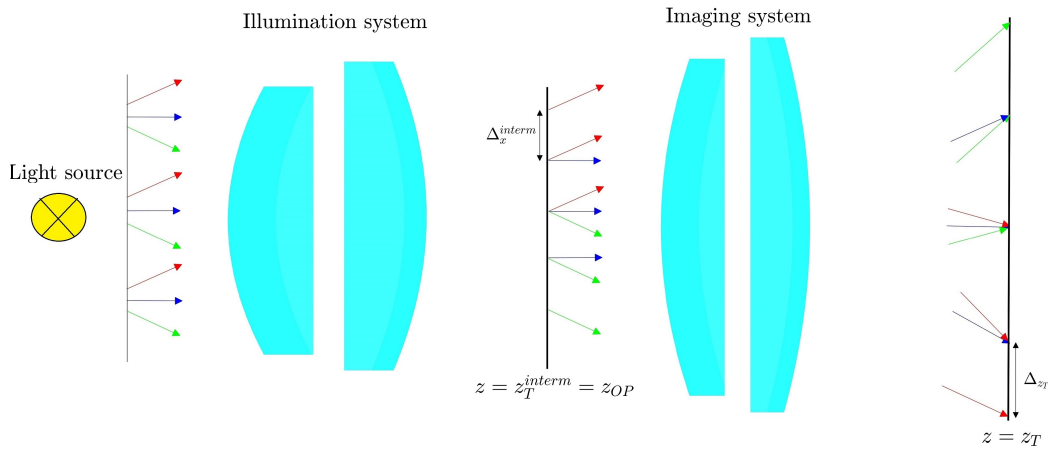 Illumination system
Imaging system
Light source
Δ_x^{interm}
Δ_{z_T}
z = z_T^{interm} = z_{OP}
z = z_T